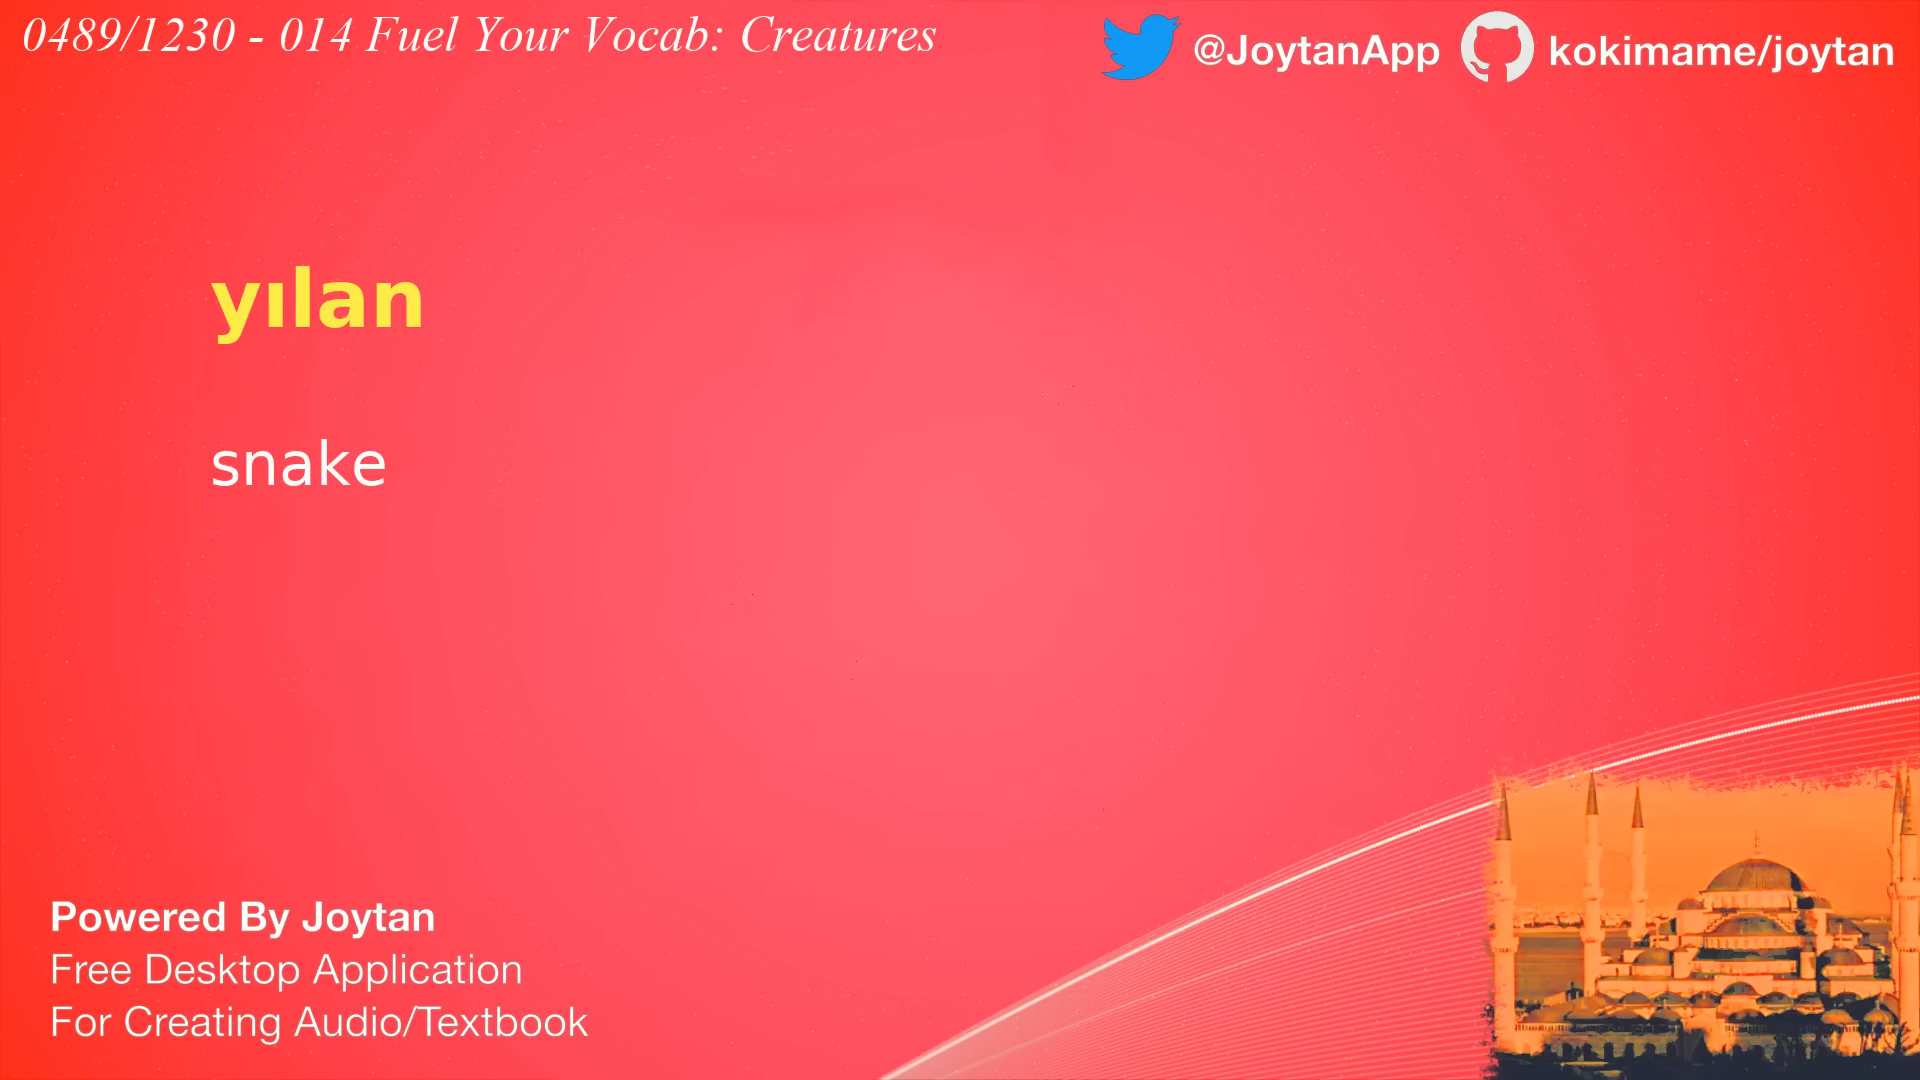 0489/1230 - 014 Fuel Your Vocab: Creatures
@JoytanApp
kokimame/joytan
yılan
snake
Powered By Joytan
Free Desktop Application
For Creating Audio/Textbook